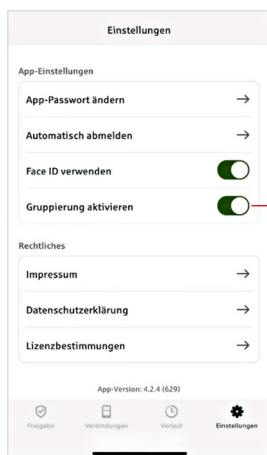 Einstellungen
App-Einstellungen
App-Passwort ändern
Automatisch abmelden
Face ID verwenden
Gruppierung aktivieren
Rechtliches
Impressum
Datenschutzerklärung
Lizenzbestimmungen
App-Version: 4.2.4 (629)
Freigabe Verbindungen Verlauf Einstellungen